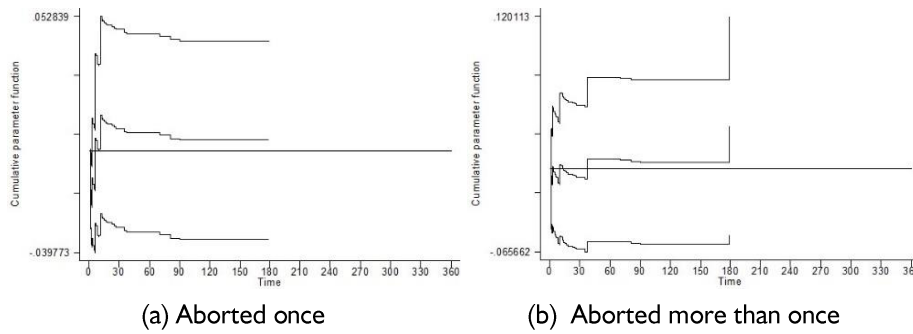 .052839
Cumulative parameter function
-.039773
0 30 60 90 120 150 180 210 240 270 300 330 360
Time
(a) Aborted once
.120113
Cumulative parameter function
-.065662
0 30 60 90 120 150 180 210 240 270 300 330 360
Time
(b) Aborted more than once